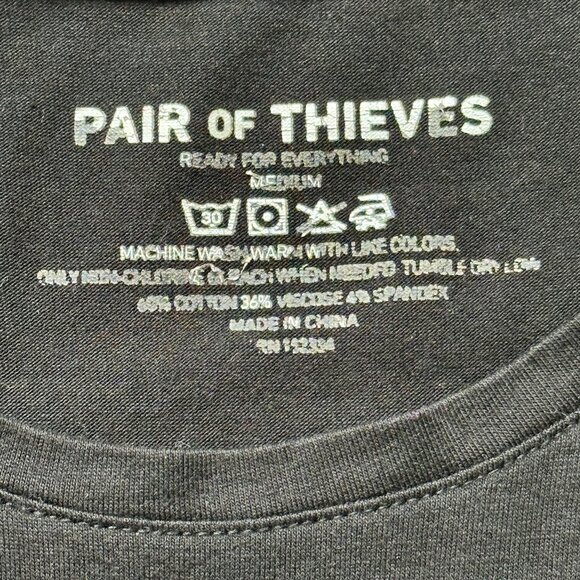 PAIR OF THIEVES
READY FOR EVERYTHING
MEDIUM
30
MACHINE WASH WARM WITH LIKE COLORS.
ONLY NON-CHLORINE BLEACH WHEN NEEDED TUMBLE DRY LOW
60% COTTON 36% VISCOSE 4% SPANDEX
MADE IN CHINA
RN